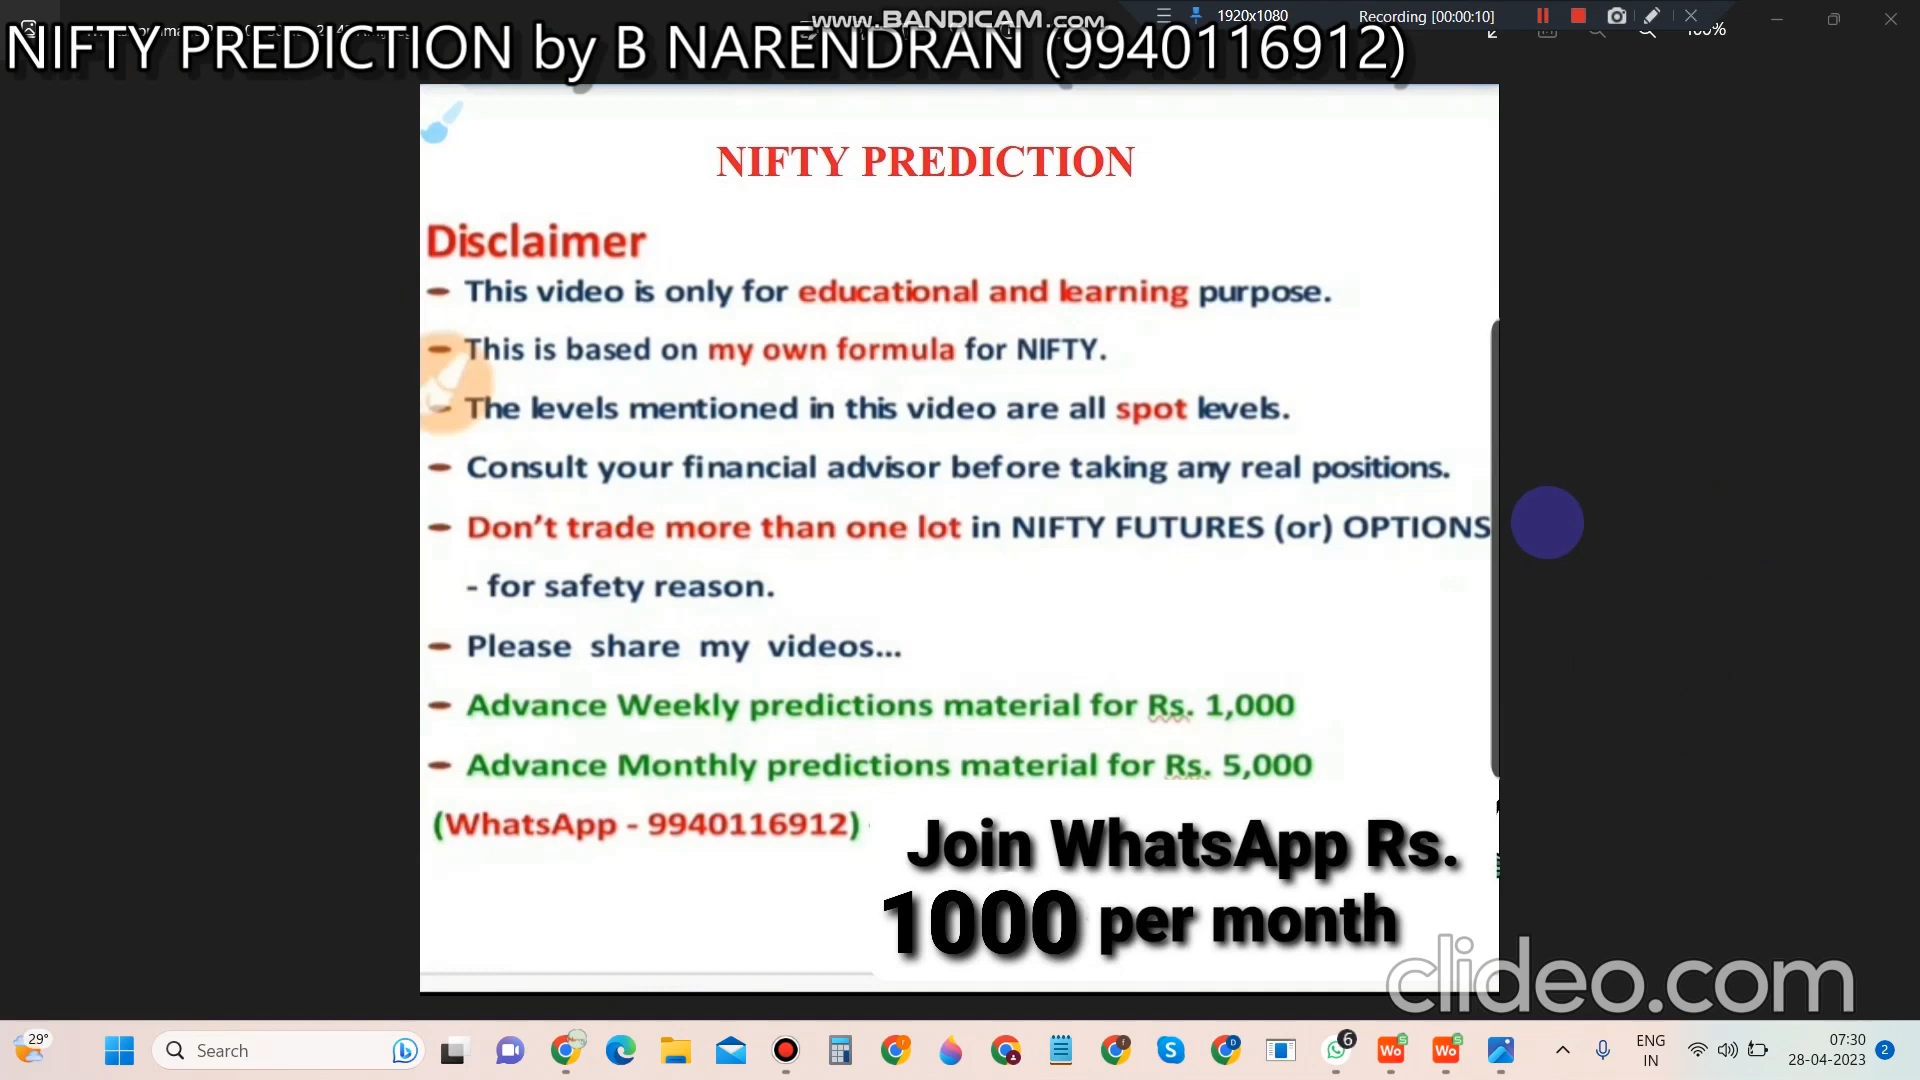 www.BANDICAM.com
1920x1080
Recording [00:00:10]
100%
NIFTY PREDICTION by B NARENDRAN (9940116912)
NIFTY PREDICTION
Disclaimer
- This video is only for educational and learning purpose.
- This is based on my own formula for NIFTY.
- The levels mentioned in this video are all spot levels.
- Consult your financial advisor before taking any real positions.
- Don't trade more than one lot in NIFTY FUTURES (or) OPTIONS
- for safety reason.
- Please share my videos...
- Advance Weekly predictions material for Rs. 1,000
- Advance Monthly predictions material for Rs. 5,000
(WhatsApp - 9940116912)
Join WhatsApp Rs.
1000 per month
clideo.com
29°
Search
6
Wo
Wo
ENG
IN
07:30
28-04-2023
2